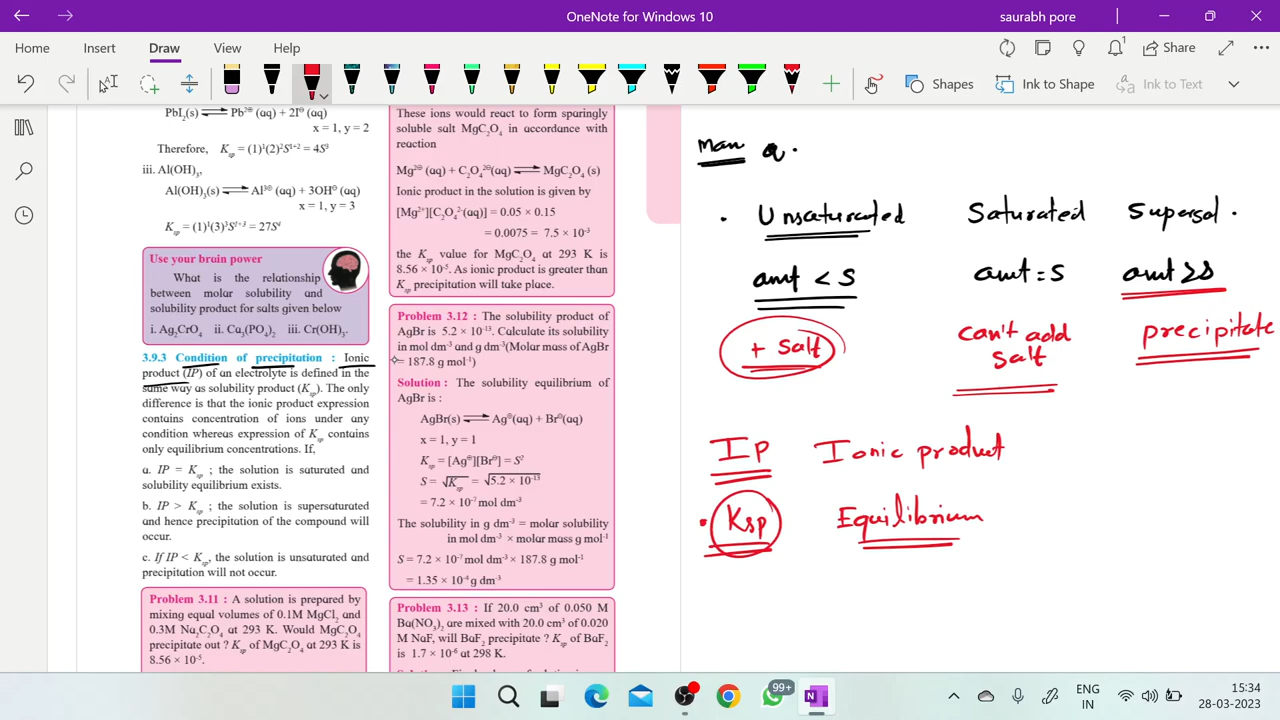 OneNote for Windows 10
saurabh pore
Home Insert Draw View Help
Share
Shapes
Ink to Shape
Ink to Text
PbI2(s) ⇌ Pb2⊕ (aq) + 2I⊖ (aq)
x = 1, y = 2
Therefore, Ksp = (1)1(2)2S1+2 = 4S3
iii. Al(OH)3,
Al(OH)3(s) ⇌ Al3⊕ (aq) + 3OH⊖ (aq)
x = 1, y = 3
Ksp = (1)1(3)3S1+3 = 27S4
Use your brain power
What is the relationship
between molar solubility and
solubility product for salts given below
i. Ag2CrO4 ii. Ca3(PO4)2 iii. Cr(OH)3.
3.9.3 Condition of precipitation : Ionic
product (IP) of an electrolyte is defined in the
same way as solubility product (Ksp). The only
difference is that the ionic product expression
contains concentration of ions under any
condition whereas expression of Ksp contains
only equilibrium concentrations. If,
a. IP = Ksp ; the solution is saturated and
solubility equilibrium exists.
b. IP > Ksp ; the solution is supersaturated
and hence precipitation of the compound will
occur.
c. If IP < Ksp, the solution is unsaturated and
precipitation will not occur.
Problem 3.11 : A solution is prepared by
mixing equal volumes of 0.1M MgCl2 and
0.3M Na2C2O4 at 293 K. Would MgC2O4
precipitate out ? Ksp of MgC2O4 at 293 K is
8.56 × 10-5.
These ions would react to form sparingly
soluble salt MgC2O4 in accordance with
reaction
Mg2⊕ (aq) + C2O42⊖(aq) ⇌ MgC2O4 (s)
Ionic product in the solution is given by
[Mg2+][C2O42-(aq)] = 0.05 × 0.15
= 0.0075 = 7.5 × 10-3
the Ksp value for MgC2O4 at 293 K is
8.56 × 10-5. As ionic product is greater than
Ksp precipitation will take place.
Problem 3.12 : The solubility product of
AgBr is 5.2 × 10-13. Calculate its solubility
in mol dm-3 and g dm-3(Molar mass of AgBr
= 187.8 g mol-1)
Solution : The solubility equilibrium of
AgBr is :
AgBr(s) ⇌ Ag⊕(aq) + Br⊖(aq)
x = 1, y = 1
Ksp = [Ag⊕][Br⊖] = S2
S = √Ksp = √5.2 × 10-13
= 7.2 × 10-7 mol dm-3
The solubility in g dm-3 = molar solubility
in mol dm-3 × molar mass g mol-1
S = 7.2 × 10-7 mol dm-3 × 187.8 g mol-1
= 1.35 × 10-4 g dm-3
Problem 3.13 : If 20.0 cm3 of 0.050 M
Ba(NO3)2 are mixed with 20.0 cm3 of 0.020
M NaF, will BaF2 precipitate ? Ksp of BaF2
is 1.7 × 10-6 at 298 K.
Unsaturated Saturated Supersat.
amt < S amt = S amt > S
+ salt can't add salt precipitate
IP Ionic product
Ksp Equilibrium
99+
ENG
IN
15:34
28-03-2023